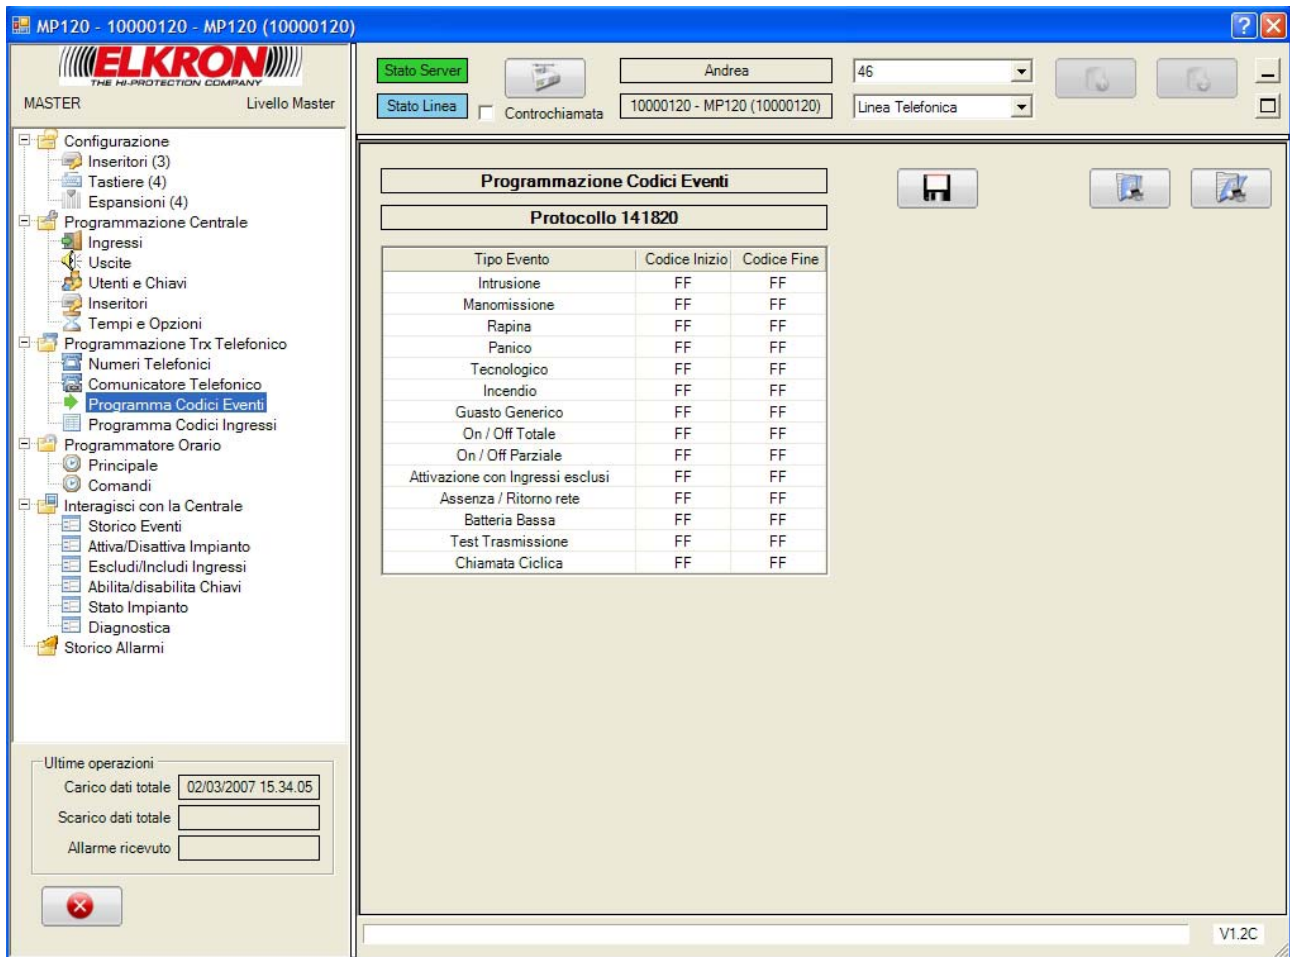 MP120 - 10000120 - MP120 (10000120)
ELKRON
THE HI-PROTECTION COMPANY
MASTER Livello Master
Configurazione
Inseritori (3)
Tastiere (4)
Espansioni (4)
Programmazione Centrale
Ingressi
Uscite
Utenti e Chiavi
Inseritori
Tempi e Opzioni
Programmazione Trx Telefonico
Numeri Telefonici
Comunicatore Telefonico
Programma Codici Eventi
Programma Codici Ingressi
Programmatore Orario
Principale
Comandi
Interagisci con la Centrale
Storico Eventi
Attiva/Disattiva Impianto
Escludi/Includi Ingressi
Abilita/disabilita Chiavi
Stato Impianto
Diagnostica
Storico Allarmi
Ultime operazioni
Carico dati totale 02/03/2007 15.34.05
Scarico dati totale
Allarme ricevuto
Stato Server Andrea 46
Stato Linea Controchiamata 10000120 - MP120 (10000120) Linea Telefonica
Programmazione Codici Eventi
Protocollo 141820
Tipo Evento Codice Inizio Codice Fine
Intrusione FF FF
Manomissione FF FF
Rapina FF FF
Panico FF FF
Tecnologico FF FF
Incendio FF FF
Guasto Generico FF FF
On / Off Totale FF FF
On / Off Parziale FF FF
Attivazione con Ingressi esclusi FF FF
Assenza / Ritorno rete FF FF
Batteria Bassa FF FF
Test Trasmissione FF FF
Chiamata Ciclica FF FF
V1.2C